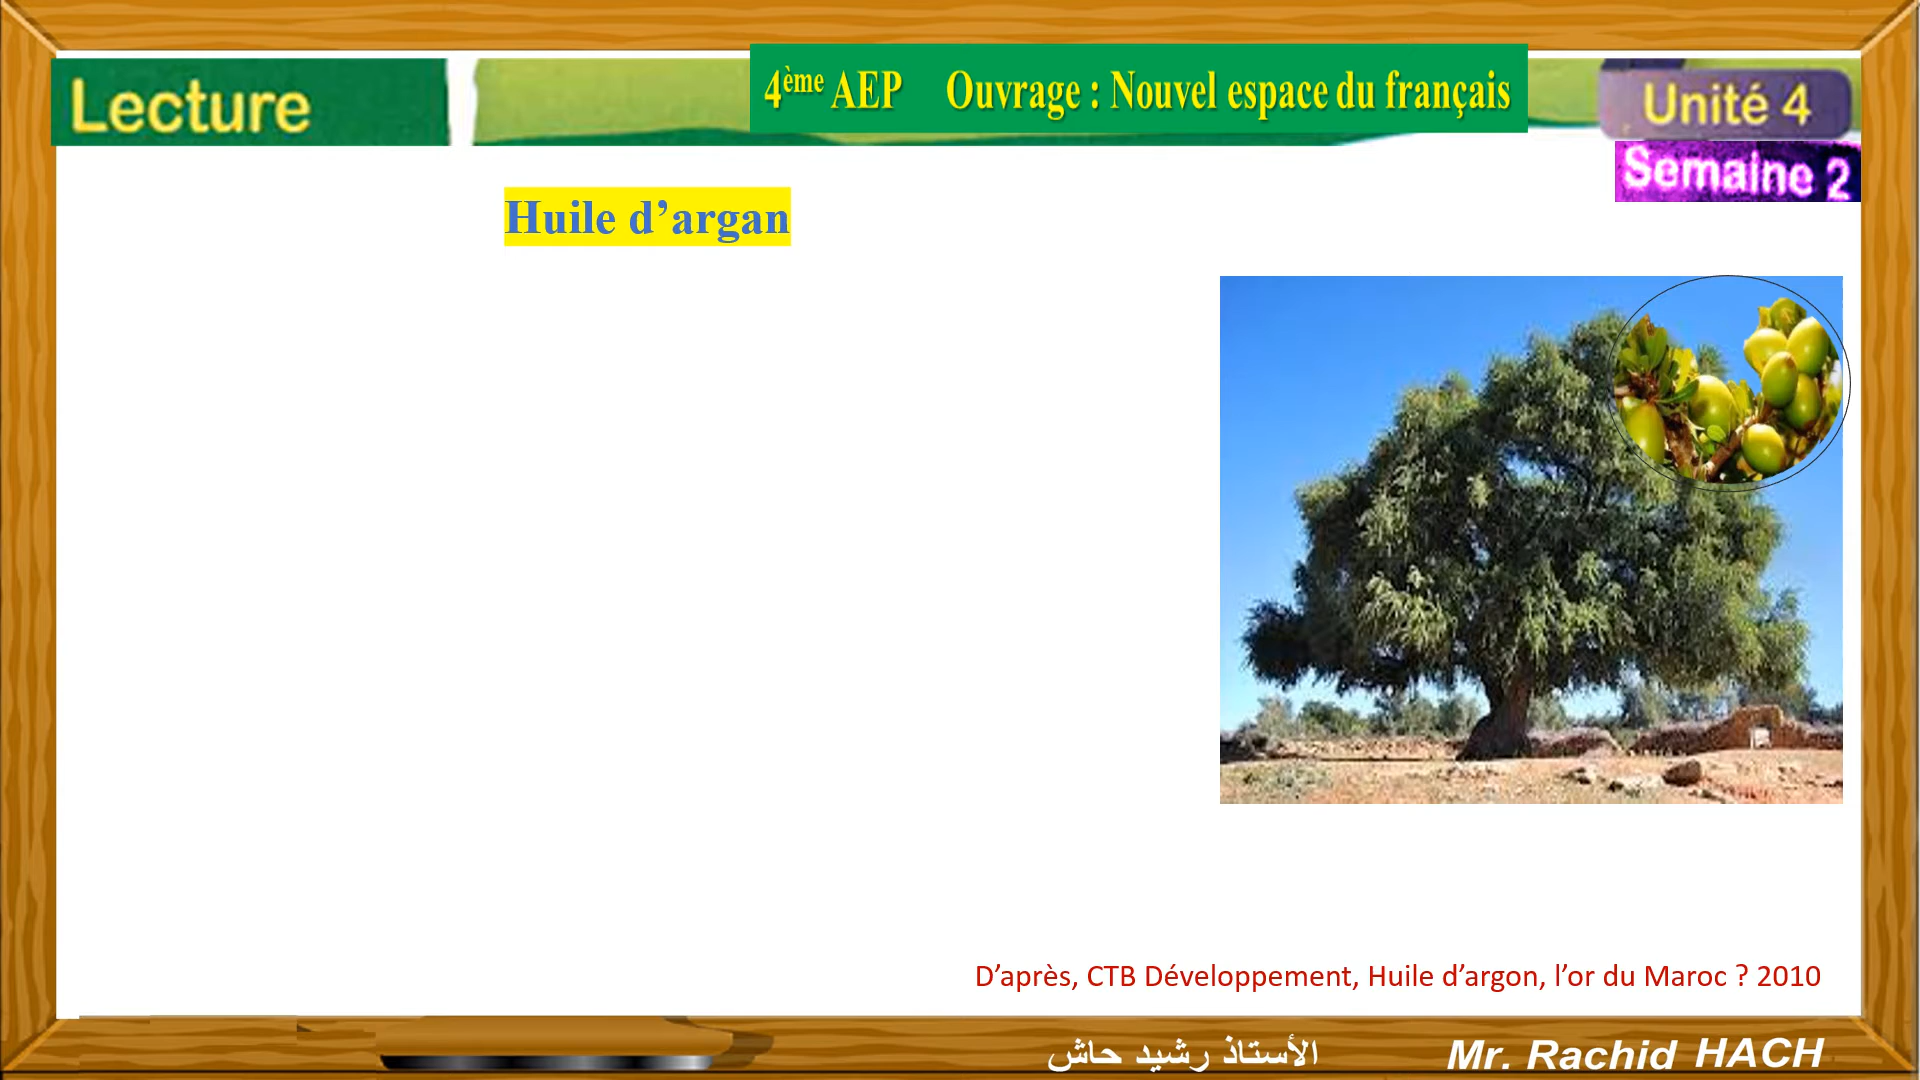 Lecture
4ème AEP Ouvrage : Nouvel espace du français
Unité 4
Semaine 2
Huile d’argan
D’après, CTB Développement, Huile d’argon, l’or du Maroc ? 2010
الأستاذ رشيد حاش
Mr. Rachid HACH